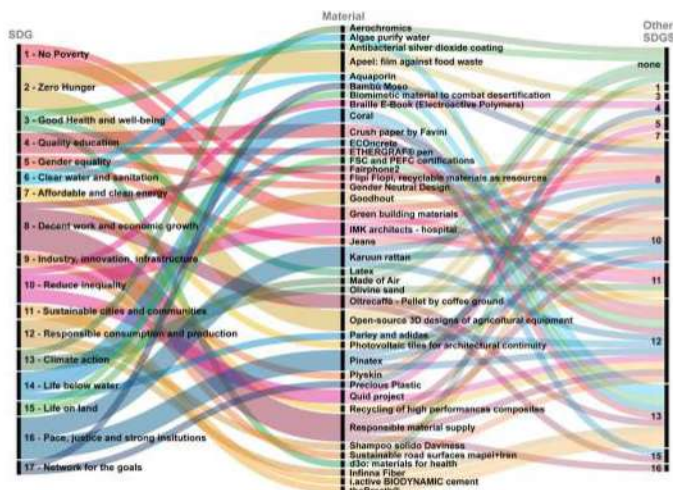 SDG
Material
Other
SDGS
1 - No Poverty
2 - Zero Hunger
3 - Good Health and well-being
4 - Quality education
5 - Gender equality
6 - Clear water and sanitation
7 - Affordable and clean energy
8 - Decent work and economic growth
9 - Industry, innovation, infrastructure
10 - Reduce inequality
11 - Sustainable cities and communities
12 - Responsible consumption and production
13 - Climate action
14 - Life below water
15 - Life on land
16 - Pace, justice and strong insitutions
17 - Network for the goals
Aerochromics
Algae purify water
Antibacterial silver dioxide coating
Apeel: film against food waste
Aquaporin
Bambù Moso
Biomimetic material to combat desertification
Braille E-Book (Electroactive Polymers)
Coral
Crush paper by Favini
ECOncrete
ETHERGRAF® pen
FSC and PEFC certifications
Fairphone2
Flipi Flopi, recyclable materials as resources
Gender Neutral Design
Goodhout
Green building materials
IMK architects - hospital
Jeans
Karuun rattan
Latex
Made of Air
Olivine sand
Oltrecaffè - Pellet by coffee ground
Open-source 3D designs of agricoltural equipment
Parley and adidas
Photovoltaic tiles for architectural continuity
Pinatex
Plyskin
Precious Plastic
Quid project
Recycling of high performances composites
Responsible material supply
Shampoo solido Daviness
Sustainable road surfaces mapei+iren
d3o: materials for health
Infinna Fiber
i.active BIODYNAMIC cement
none
1
3
4
5
7
8
10
11
12
13
15
16